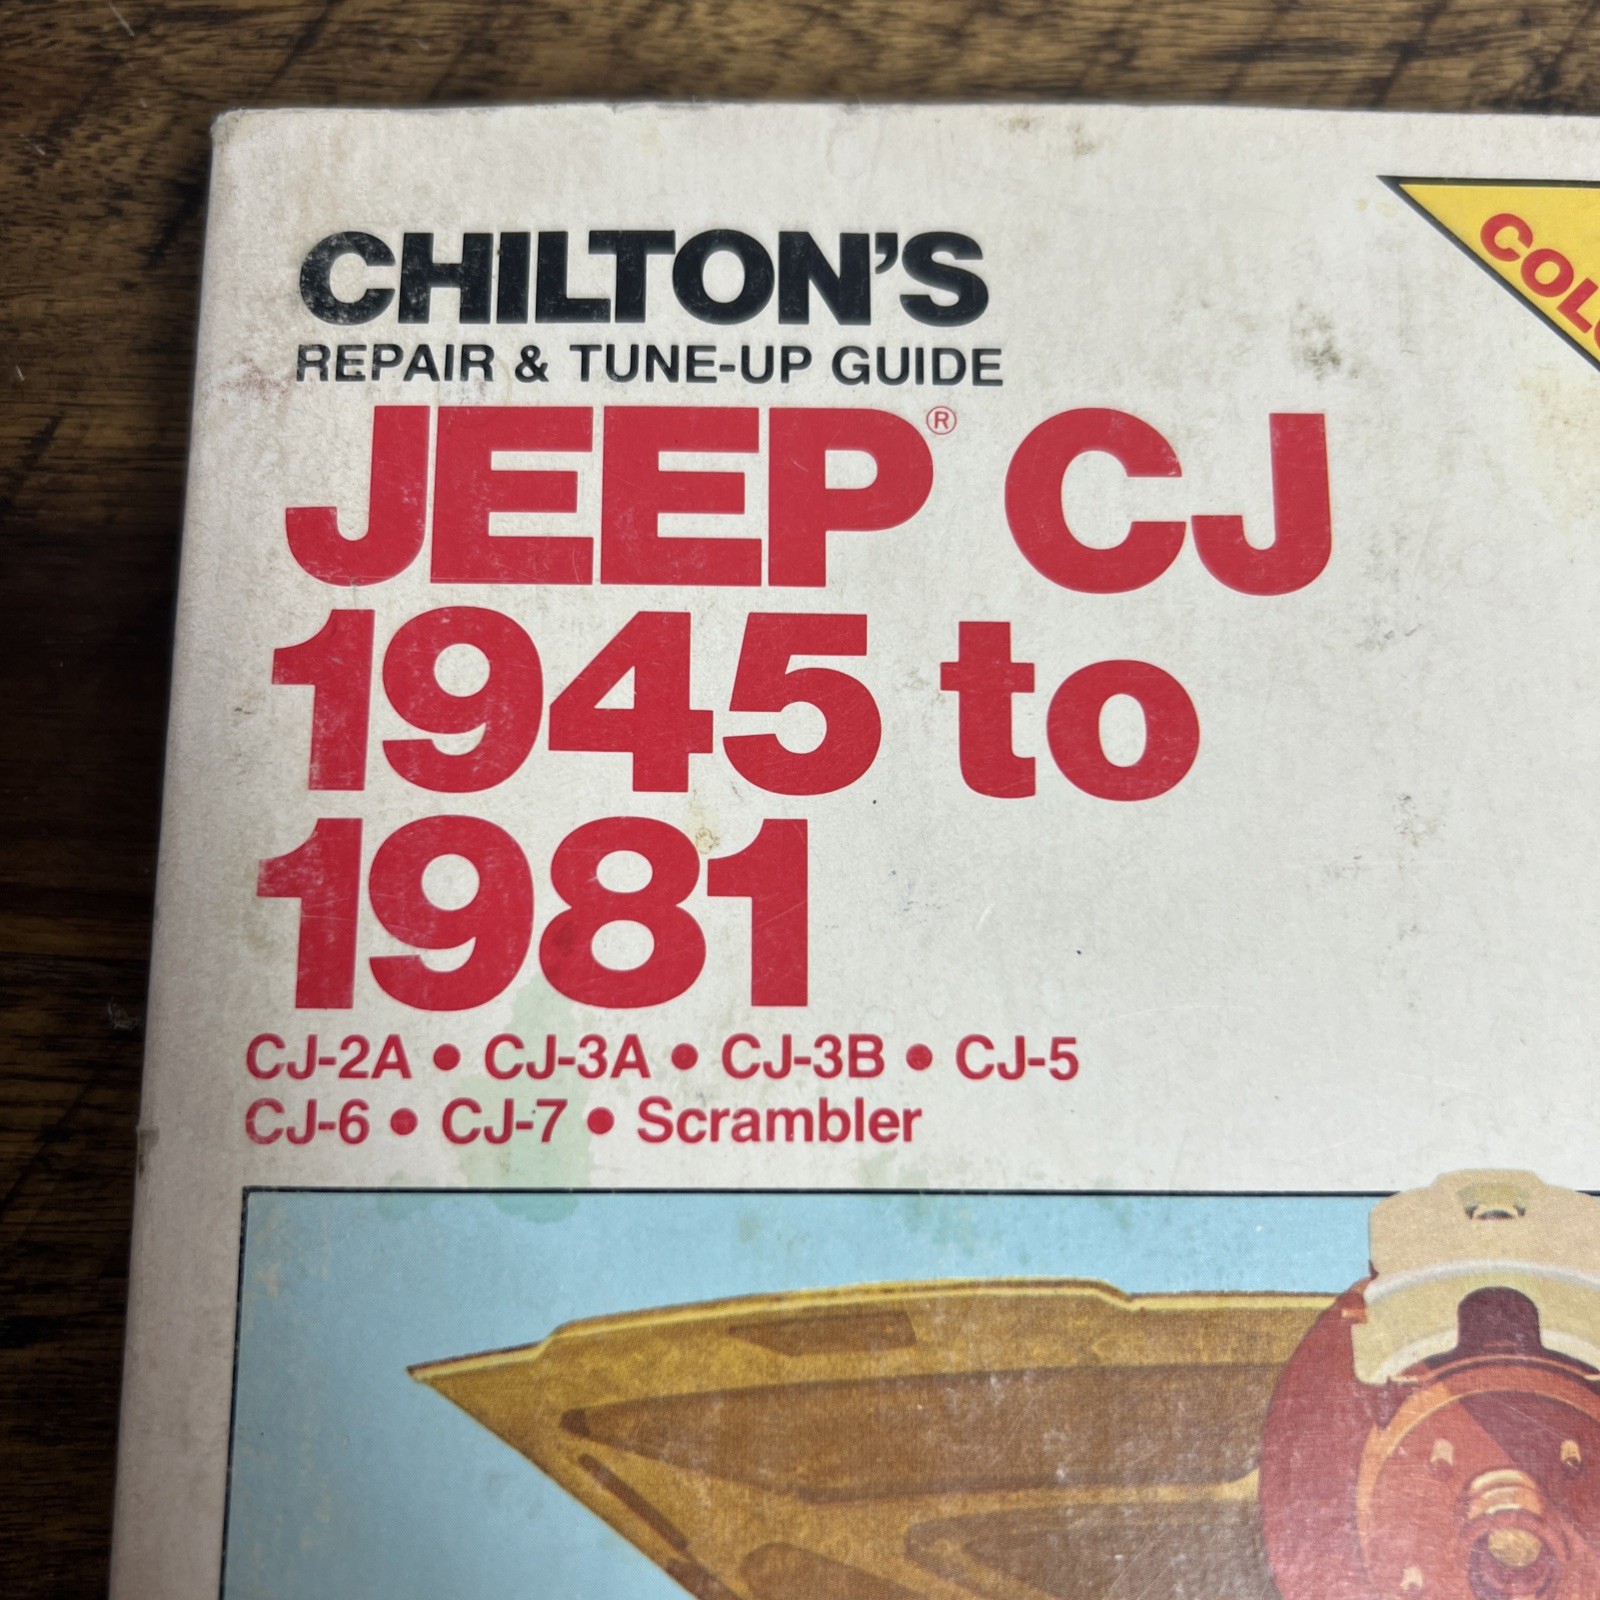 CHILTON'S
REPAIR & TUNE-UP GUIDE
JEEP® CJ
1945 to
1981
CJ-2A • CJ-3A • CJ-3B • CJ-5
CJ-6 • CJ-7 • Scrambler